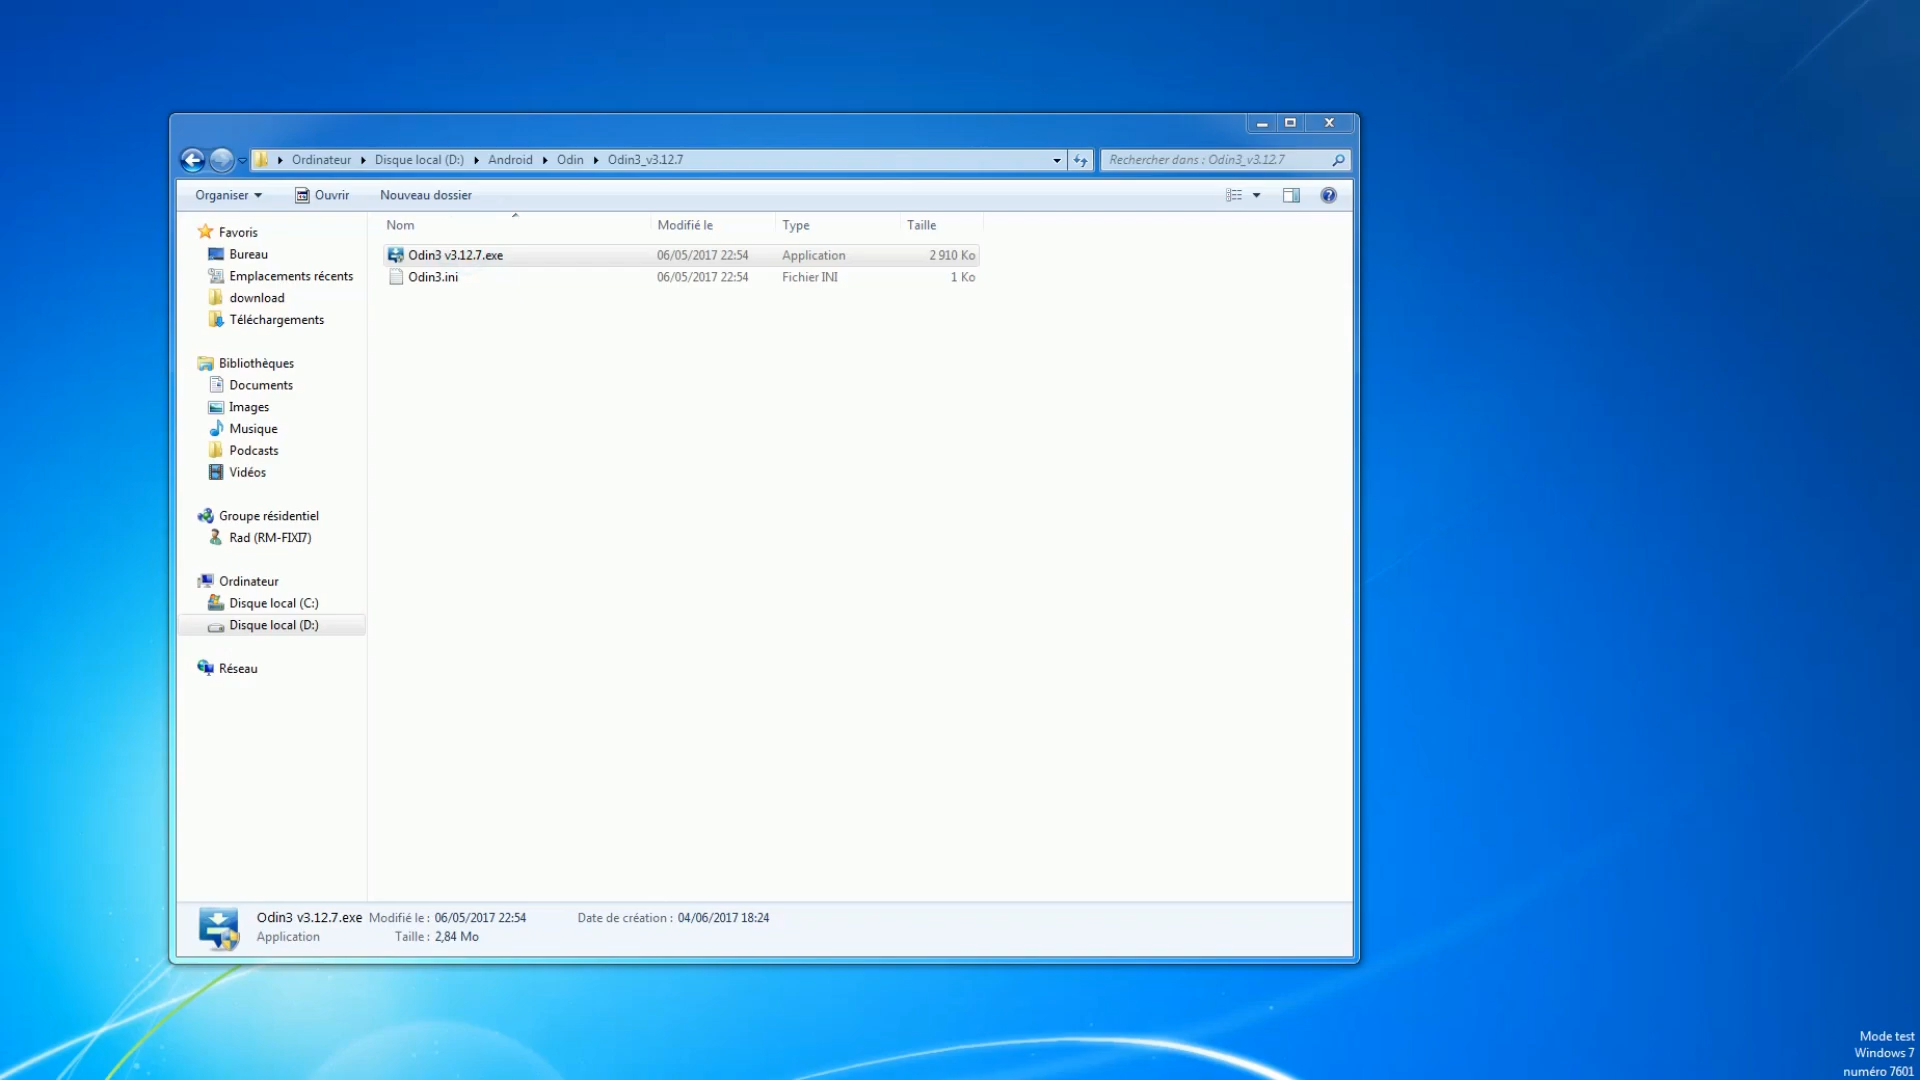 Ordinateur Disque local (D:) Android Odin Odin3_v3.12.7 Rechercher dans : Odin3_v3.12.7
Organiser Ouvrir Nouveau dossier
Nom Modifié le Type Taille
Odin3 v3.12.7.exe 06/05/2017 22:54 Application 2 910 Ko
Odin3.ini 06/05/2017 22:54 Fichier INI 1 Ko
Favoris
Bureau
Emplacements récents
download
Téléchargements
Bibliothèques
Documents
Images
Musique
Podcasts
Vidéos
Groupe résidentiel
Rad (RM-FIXI7)
Ordinateur
Disque local (C:)
Disque local (D:)
Réseau
Odin3 v3.12.7.exe Modifié le : 06/05/2017 22:54 Date de création : 04/06/2017 18:24
Application Taille : 2,84 Mo
Mode test
Windows 7
numéro 7601